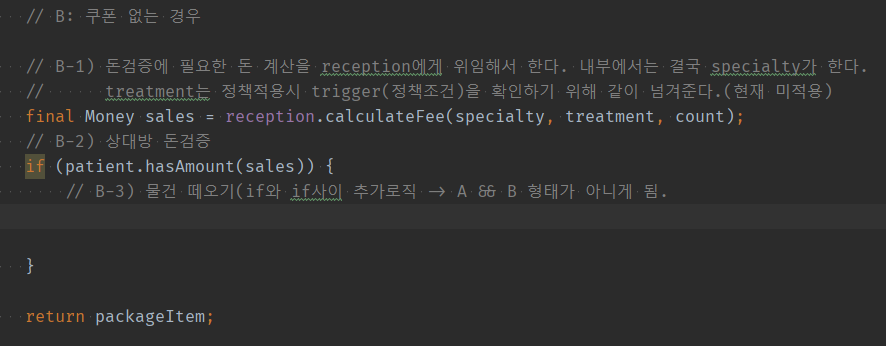 // B: 쿠폰 없는 경우
// B-1) 돈검증에 필요한 돈 계산을 reception에게 위임해서 한다. 내부에서는 결국 specialty가 한다.
// treatment는 정책적용시 trigger(정책조건)을 확인하기 위해 같이 넘겨준다.(현재 미적용)
final Money sales = reception.calculateFee(specialty, treatment, count);
// B-2) 상대방 돈검증
if (patient.hasAmount(sales)) {
// B-3) 물건 떼오기(if와 if사이 추가로직 -> A && B 형태가 아니게 됨.
}
return packageItem;